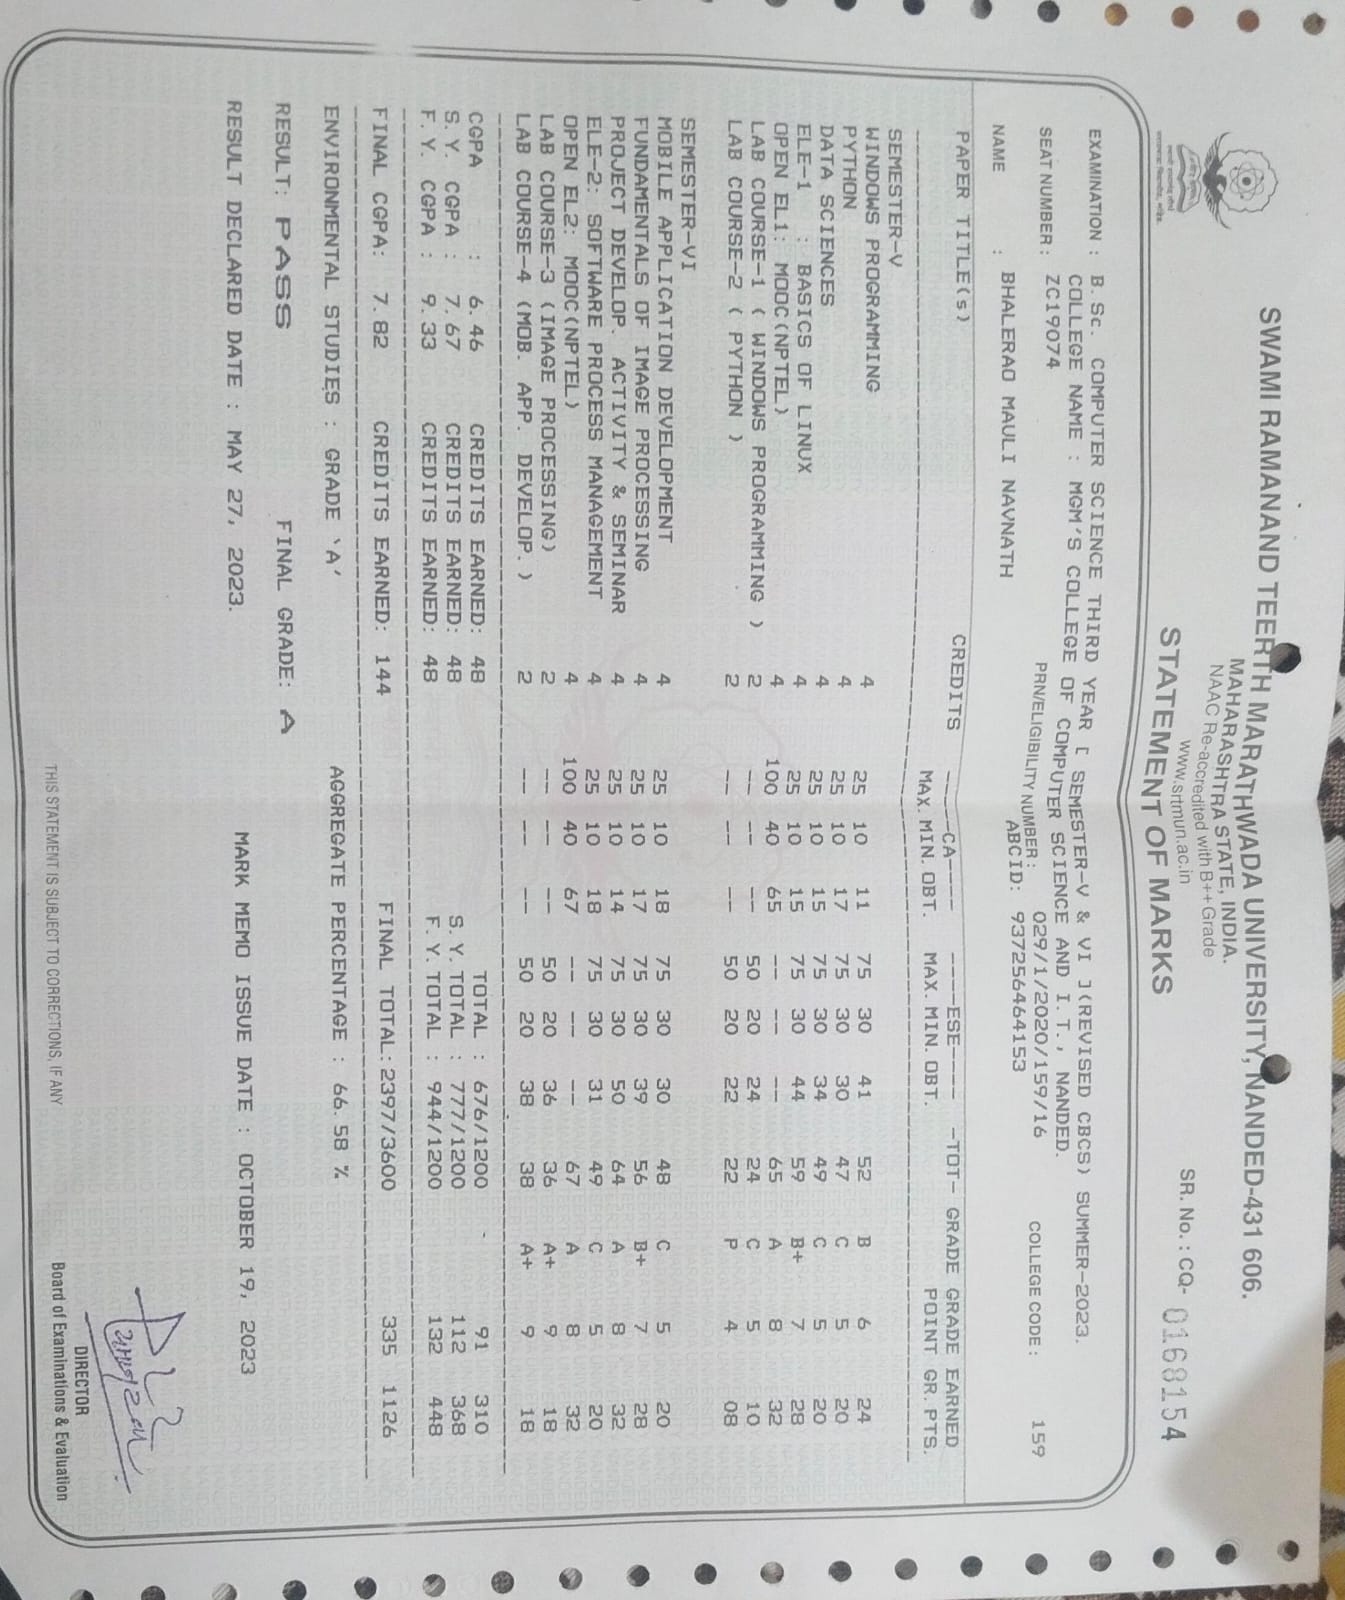 SWAMI RAMANAND TEERTH MARATHWADA UNIVERSITY, NANDED-431 606.
MAHARASHTRA STATE, INDIA.
NAAC Re-accredited with B++ Grade
www.srtmun.ac.in
SR. No. : CQ- 0168154
STATEMENT OF MARKS
EXAMINATION : B. Sc. COMPUTER SCIENCE THIRD YEAR [ SEMESTER-V & VI ](REVISED CBCS) SUMMER-2023.
COLLEGE NAME : MGM'S COLLEGE OF COMPUTER SCIENCE AND I.T., NANDED.
SEAT NUMBER : ZC19074 PRN/ELIGIBILITY NUMBER : 029/1/2020/159/16 COLLEGE CODE : 159
ABCID: 937256464153
NAME : BHALERAO MAULI NAVNATH
PAPER TITLE(s) CREDITS ----CA---- ----ESE---- -TOT- GRADE GRADE EARNED
MAX. MIN. OBT. MAX. MIN. OBT. POINT GR. PTS.
SEMESTER-V
WINDOWS PROGRAMMING 4 25 10 11 75 30 41 52 B 6 24
PYTHON 4 25 10 17 75 30 30 47 C 5 20
DATA SCIENCES 4 25 10 15 75 30 34 49 C 5 20
ELE-1 : BASICS OF LINUX 4 25 10 15 75 30 44 59 B+ 7 28
OPEN EL1: MOOC(NPTEL) 4 100 40 65 -- -- -- 65 A 8 32
LAB COURSE-1 ( WINDOWS PROGRAMMING ) 2 -- -- -- 50 20 24 24 C 5 10
LAB COURSE-2 ( PYTHON ) 2 -- -- -- 50 20 22 22 P 4 08
SEMESTER-VI
MOBILE APPLICATION DEVELOPMENT 4 25 10 18 75 30 30 48 C 5 20
FUNDAMENTALS OF IMAGE PROCESSING 4 25 10 17 75 30 39 56 B+ 7 28
PROJECT DEVELOP. ACTIVITY & SEMINAR 4 25 10 14 75 30 50 64 A 8 32
ELE-2: SOFTWARE PROCESS MANAGEMENT 4 25 10 18 75 30 31 49 C 5 20
OPEN EL2: MOOC(NPTEL) 4 100 40 67 -- -- -- 67 A 8 32
LAB COURSE-3 (IMAGE PROCESSING) 2 -- -- -- 50 20 36 36 A+ 9 18
LAB COURSE-4 (MOB. APP. DEVELOP.) 2 -- -- -- 50 20 38 38 A+ 9 18
CGPA : 6.46 CREDITS EARNED: 48 TOTAL : 676/1200 91 310
S.Y. CGPA : 7.67 CREDITS EARNED: 48 S.Y. TOTAL : 777/1200 112 368
F.Y. CGPA : 9.33 CREDITS EARNED: 48 F.Y. TOTAL : 944/1200 132 448
FINAL CGPA: 7.82 CREDITS EARNED: 144 FINAL TOTAL:2397/3600 335 1126
ENVIRONMENTAL STUDIES : GRADE 'A' AGGREGATE PERCENTAGE : 66.58 %
RESULT: PASS FINAL GRADE: A
RESULT DECLARED DATE : MAY 27, 2023. MARK MEMO ISSUE DATE : OCTOBER 19, 2023
DIRECTOR
Board of Examinations & Evaluation
THIS STATEMENT IS SUBJECT TO CORRECTIONS, IF ANY